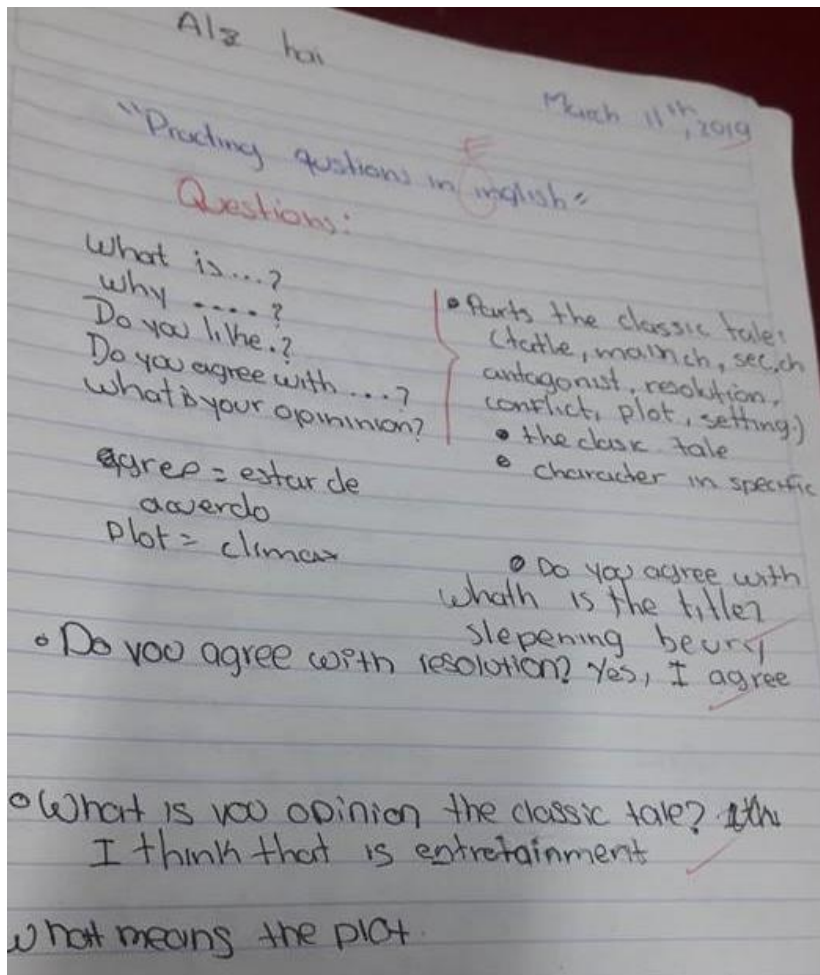 Alz hai
March 11th, 2019
"Practing qustions in inglish"
E
Questions:
What is...?
why ....?
Do you like.?
Do you agree with ...?
what is your opininion?
• Parts the classic tale:
(tatle, main ch, sec, ch
antagonist, resolution,
conflict, plot, setting.)
• the clasic tale
• character in specific
agree = estar de
acuerdo
Plot = climax
• Do you agree with
Whath is the title?
slepening
• Do you agree with resolution? Yes, I agree
• What is you opinion the classic tale?
I think that is entretainment
What means the plot.